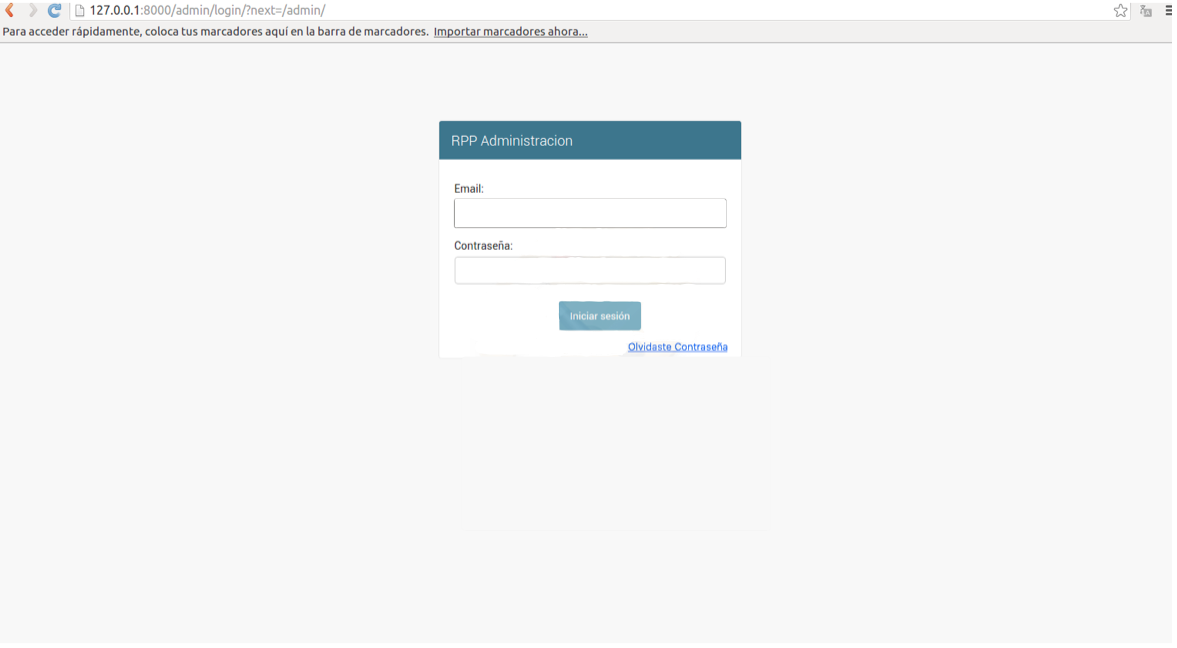 127.0.0.1:8000/admin/login/?next=/admin/
Para acceder rápidamente, coloca tus marcadores aquí en la barra de marcadores. Importar marcadores ahora...
RPP Administracion
Email:
Contraseña:
Iniciar sesión
Olvidaste Contraseña